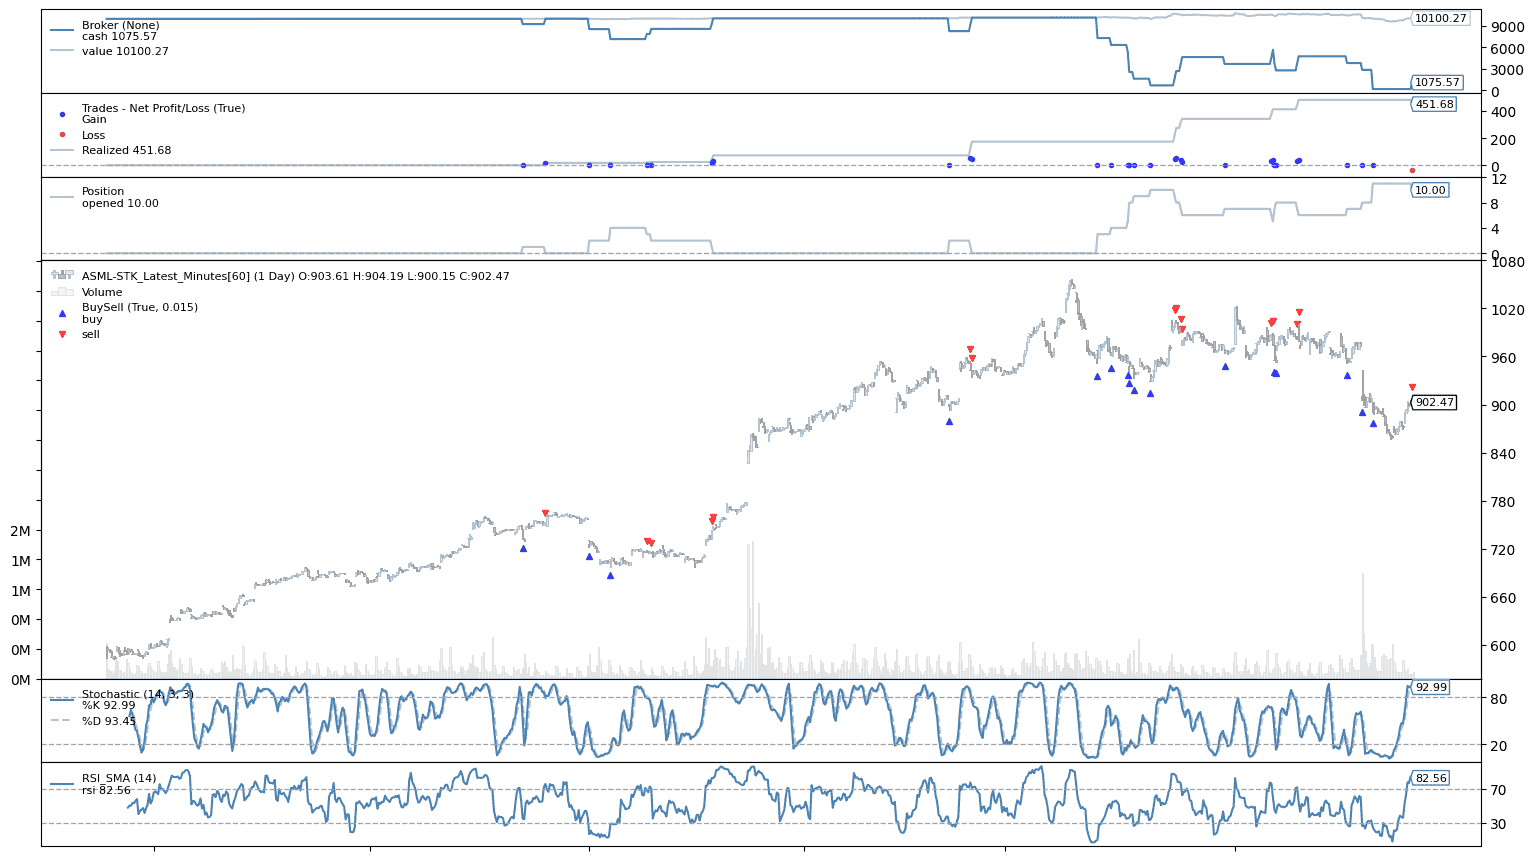 Broker (None)
cash 1075.57
value 10100.27
10100.27
9000
6000
3000
1075.57
0
Trades - Net Profit/Loss (True)
Gain
Loss
Realized 451.68
451.68
400
200
0
Position
opened 10.00
12
10.00
8
4
0
ASML-STK_Latest_Minutes[60] (1 Day) O:903.61 H:904.19 L:900.15 C:902.47
Volume
BuySell (True, 0.015)
buy
sell
1080
1020
960
902.47
900
840
780
720
660
600
2M
1M
1M
0M
0M
0M
Stochastic (14, 3, 3)
%K 92.99
%D 93.45
92.99
80
20
RSI_SMA (14)
rsi 82.56
82.56
70
30